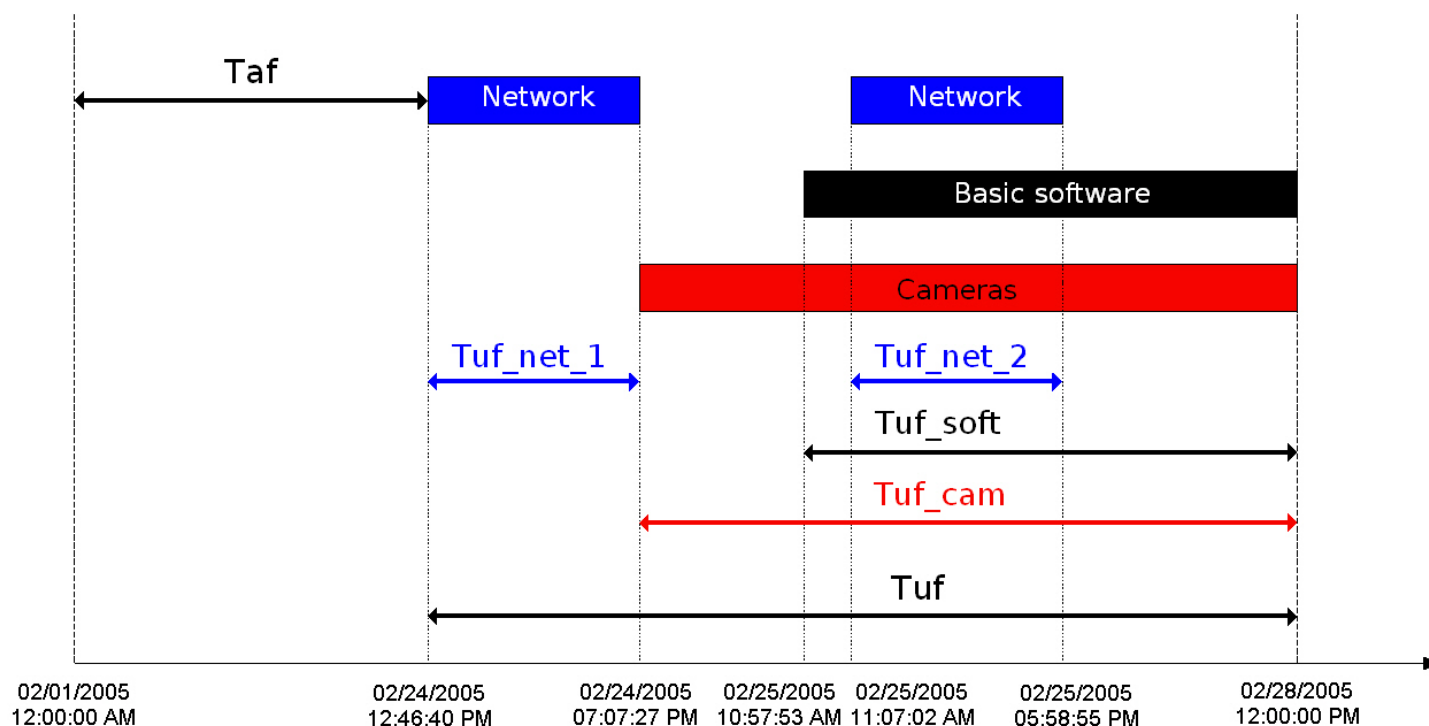 Taf
Network
Network
Basic software
Cameras
Tuf_net_1
Tuf_net_2
Tuf_soft
Tuf_cam
Tuf
02/01/2005
12:00:00 AM
02/24/2005
12:46:40 PM
02/24/2005
07:07:27 PM
02/25/2005
10:57:53 AM
02/25/2005
11:07:02 AM
02/25/2005
05:58:55 PM
02/28/2005
12:00:00 PM